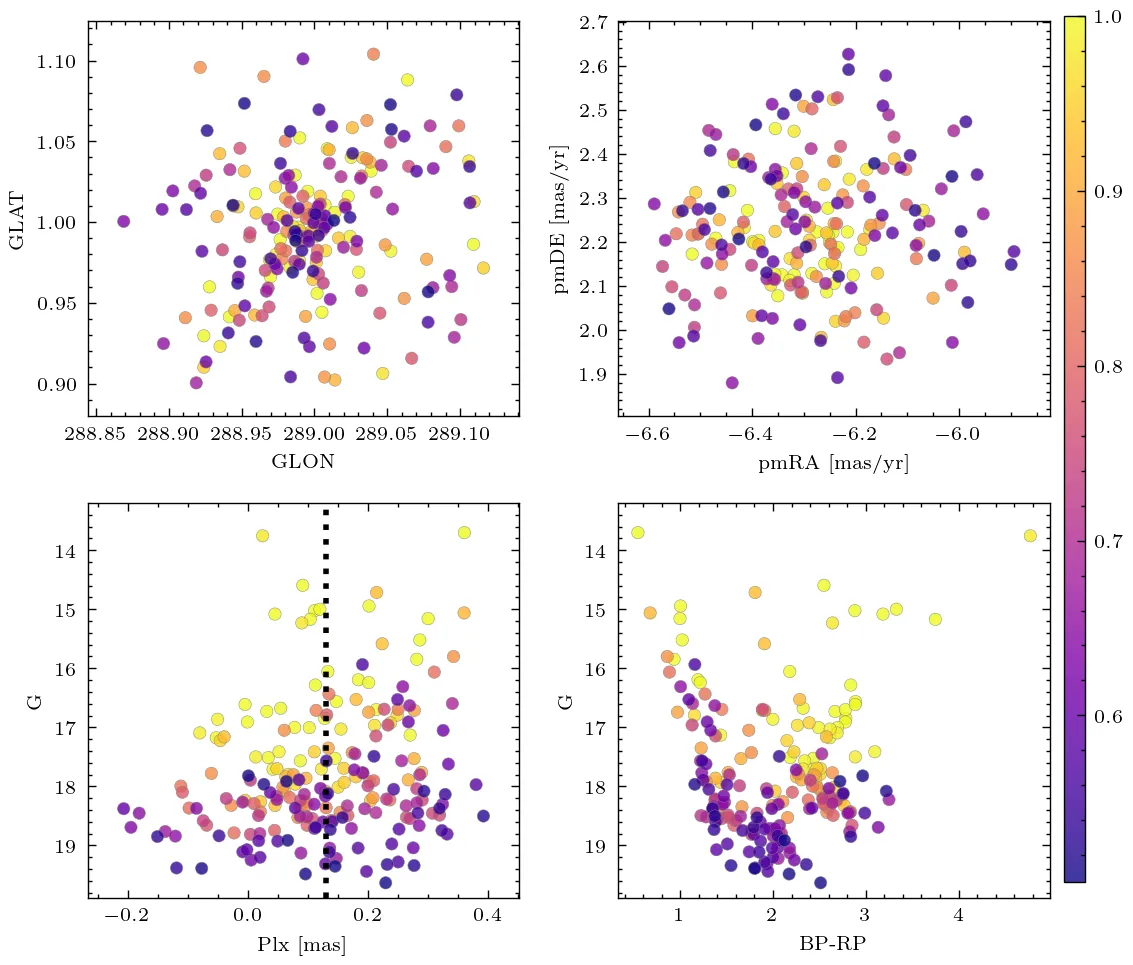 GLAT
1.10
1.05
1.00
0.95
0.90
288.85 288.90 288.95 289.00 289.05 289.10
GLON
pmDE [mas/yr]
2.7
2.6
2.5
2.4
2.3
2.2
2.1
2.0
1.9
−6.6 −6.4 −6.2 −6.0
pmRA [mas/yr]
G
14
15
16
17
18
19
−0.2 0.0 0.2 0.4
Plx [mas]
G
14
15
16
17
18
19
1 2 3 4
BP-RP
1.0
0.9
0.8
0.7
0.6